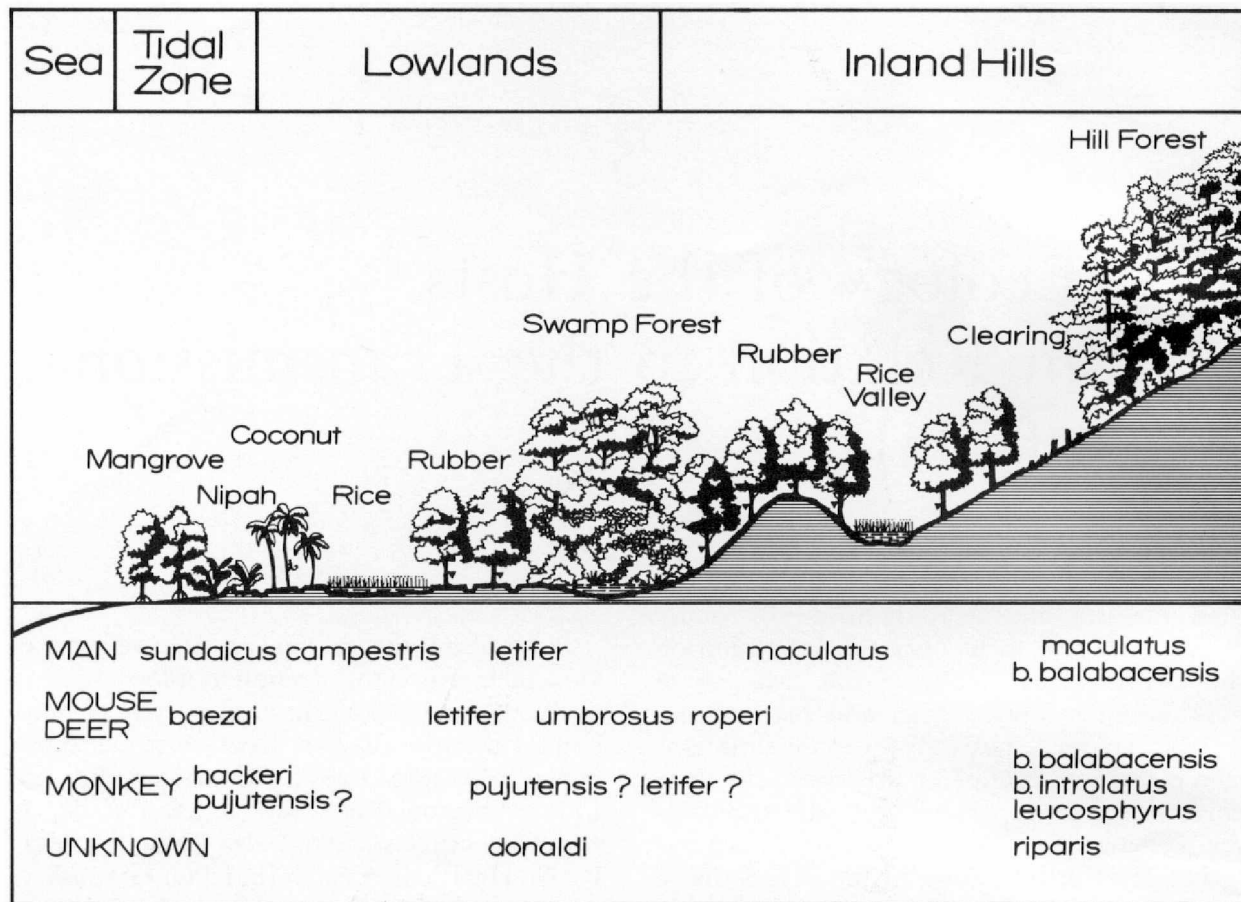 Sea
Tidal
Zone
Lowlands
Inland Hills
Hill Forest
Swamp Forest
Clearing
Rubber
Rice
Valley
Coconut
Mangrove
Rubber
Nipah
Rice
MAN sundaicus campestris letifer maculatus maculatus
b. balabacensis
MOUSE
DEER baezai letifer umbrosus roperi
b. balabacensis
MONKEY hackeri pujutensis ? letifer ? b. introlatus
pujutensis ? leucosphyrus
UNKNOWN donaldi riparis